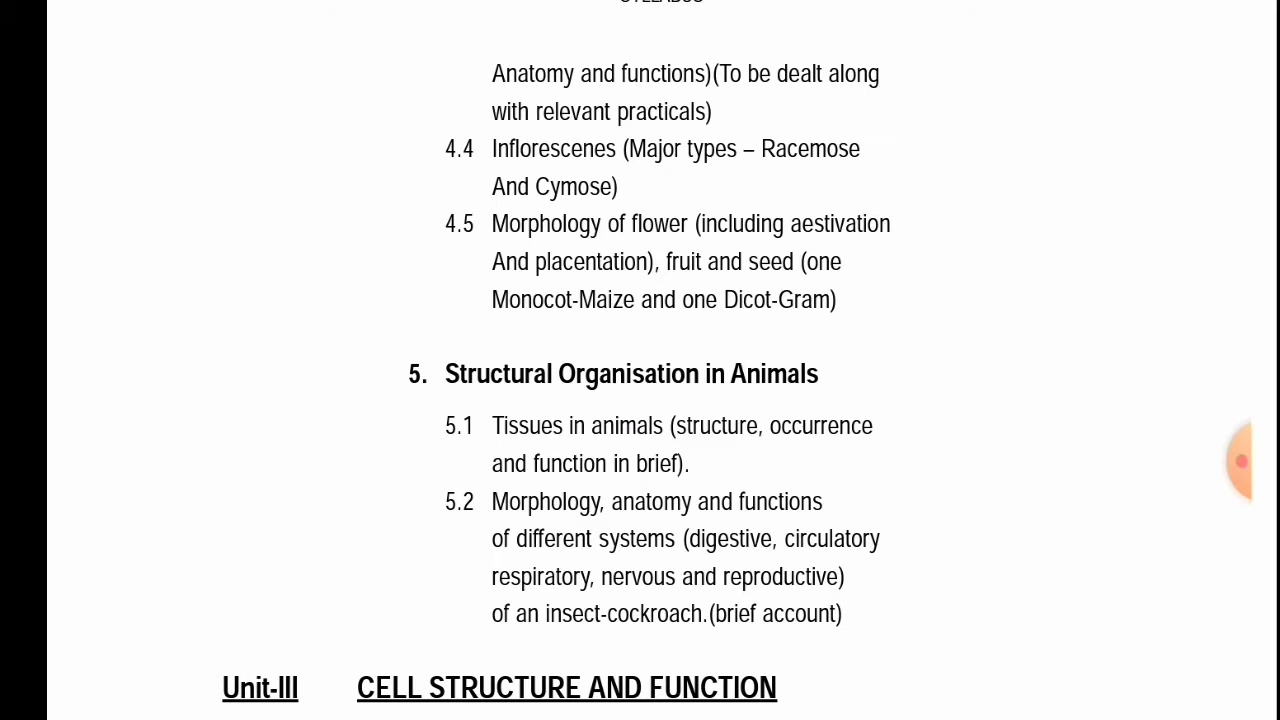 Anatomy and functions)(To be dealt along
with relevant practicals)
4.4 Inflorescenes (Major types – Racemose
And Cymose)
4.5 Morphology of flower (including aestivation
And placentation), fruit and seed (one
Monocot-Maize and one Dicot-Gram)
5. Structural Organisation in Animals
5.1 Tissues in animals (structure, occurrence
and function in brief).
5.2 Morphology, anatomy and functions
of different systems (digestive, circulatory
respiratory, nervous and reproductive)
of an insect-cockroach.(brief account)
Unit-III CELL STRUCTURE AND FUNCTION